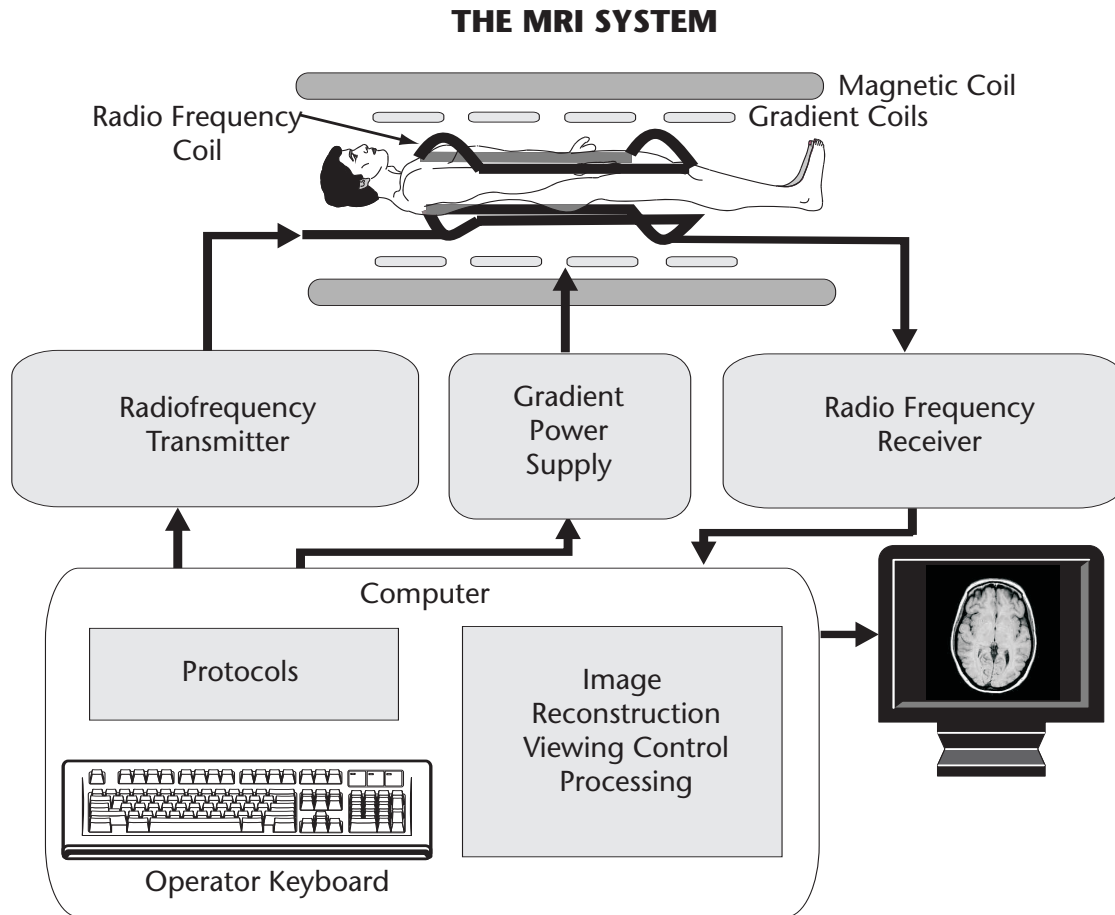 THE MRI SYSTEM
Magnetic Coil
Radio Frequency
Coil
Gradient Coils
Radiofrequency
Transmitter
Gradient
Power
Supply
Radio Frequency
Receiver
Computer
Protocols
Image
Reconstruction
Viewing Control
Processing
Operator Keyboard